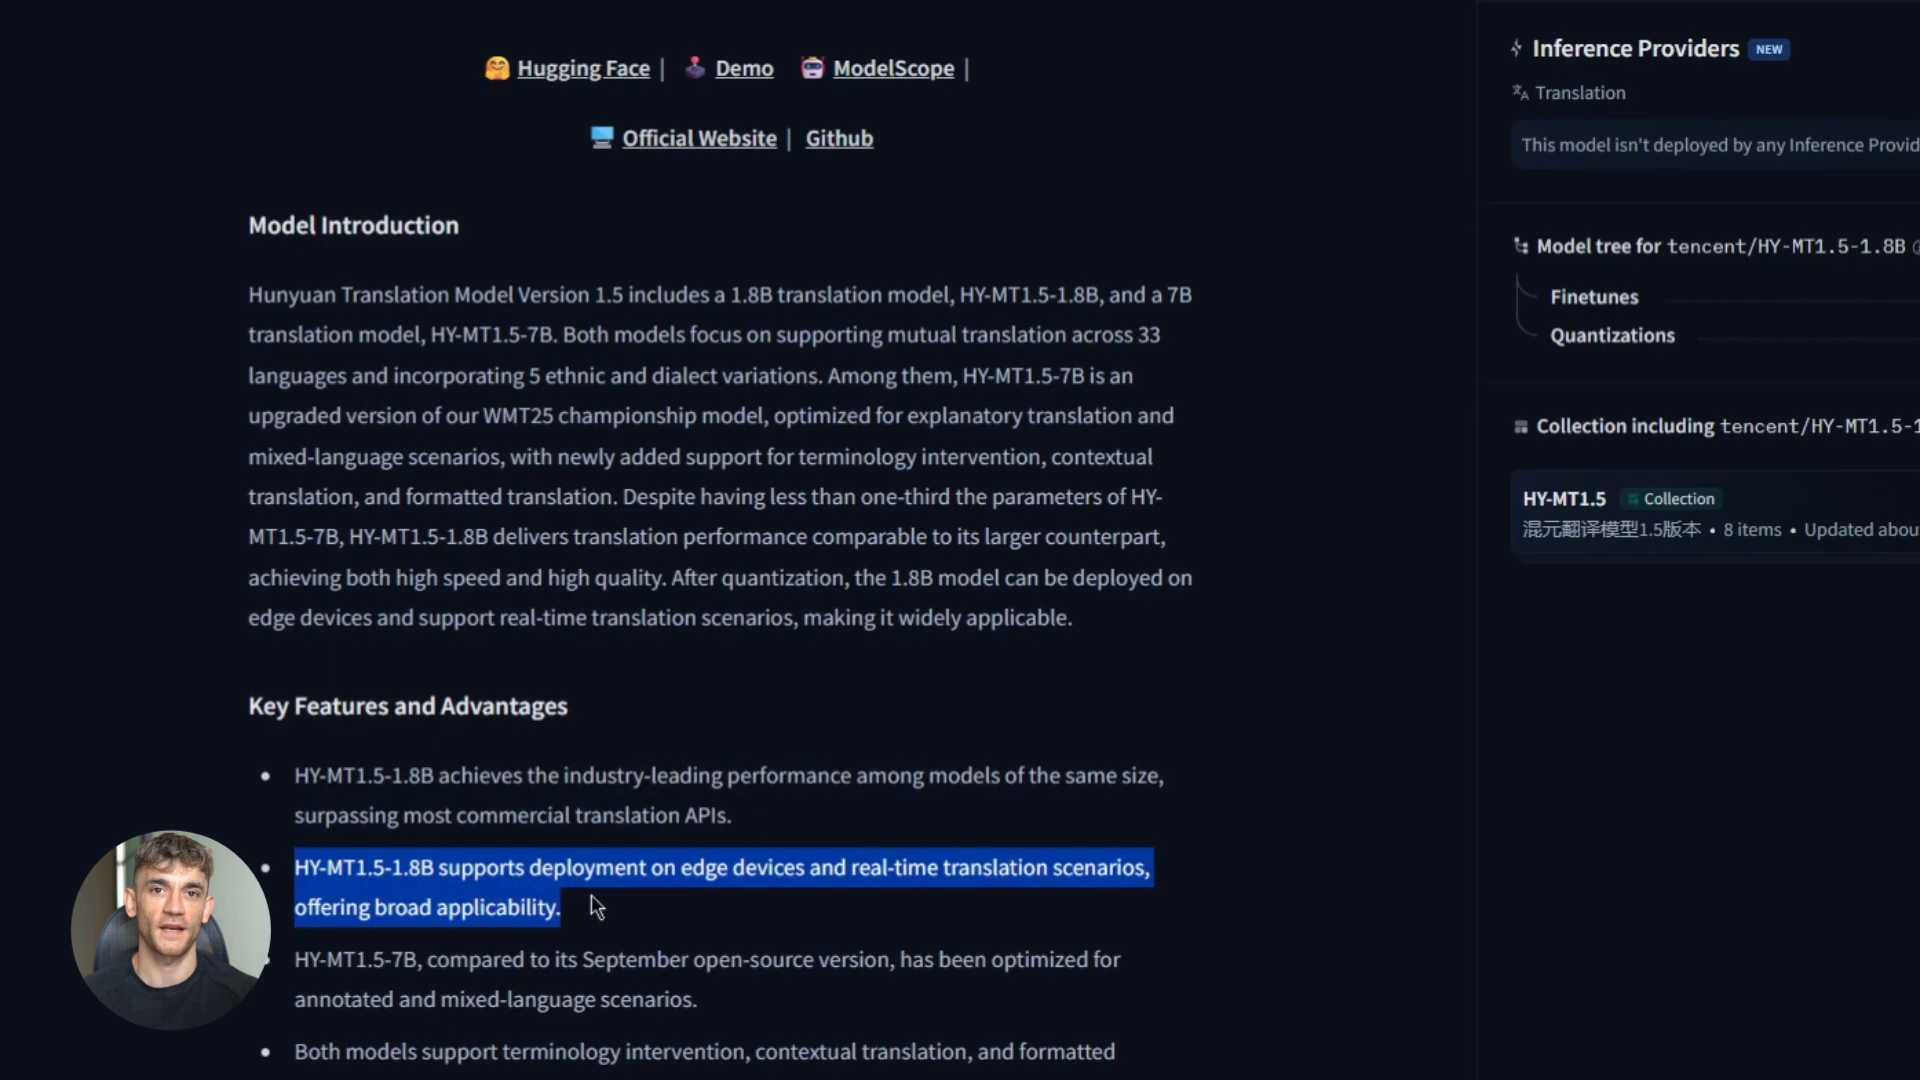 Hugging Face | Demo ModelScope |
Official Website | Github
Model Introduction
Hunyuan Translation Model Version 1.5 includes a 1.8B translation model, HY-MT1.5-1.8B, and a 7B
translation model, HY-MT1.5-7B. Both models focus on supporting mutual translation across 33
languages and incorporating 5 ethnic and dialect variations. Among them, HY-MT1.5-7B is an
upgraded version of our WMT25 championship model, optimized for explanatory translation and
mixed-language scenarios, with newly added support for terminology intervention, contextual
translation, and formatted translation. Despite having less than one-third the parameters of HY-
MT1.5-7B, HY-MT1.5-1.8B delivers translation performance comparable to its larger counterpart,
achieving both high speed and high quality. After quantization, the 1.8B model can be deployed on
edge devices and support real-time translation scenarios, making it widely applicable.
Key Features and Advantages
• HY-MT1.5-1.8B achieves the industry-leading performance among models of the same size,
surpassing most commercial translation APIs.
• HY-MT1.5-1.8B supports deployment on edge devices and real-time translation scenarios,
offering broad applicability.
• HY-MT1.5-7B, compared to its September open-source version, has been optimized for
annotated and mixed-language scenarios.
• Both models support terminology intervention, contextual translation, and formatted
Inference Providers NEW
Translation
This model isn't deployed by any Inference Provid
Model tree for tencent/HY-MT1.5-1.8B
Finetunes
Quantizations
Collection including tencent/HY-MT1.5-1
HY-MT1.5 Collection
混元翻译模型1.5版本 • 8 items • Updated abou